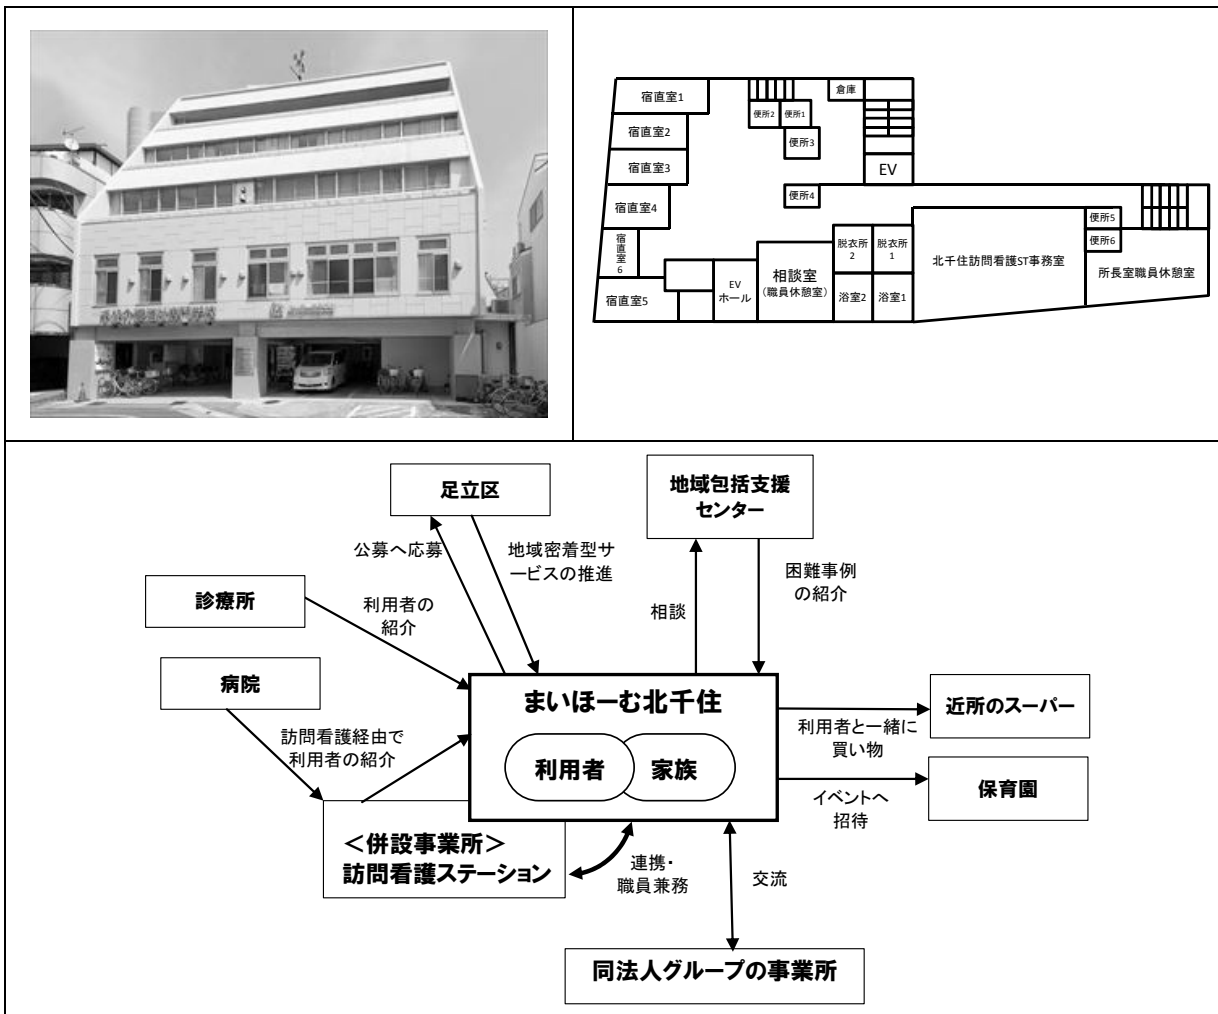 宿直室1
宿直室2
宿直室3
宿直室4
宿
直
室
6
宿直室5
便所2
便所1
便所3
便所4
倉庫
EV
EV
ホール
相談室
(職員休憩室)
脱衣所
2
脱衣所
1
浴室2
浴室1
北千住訪問看護ST事務室
便所5
便所6
所長室職員休憩室
足立区
地域包括支援
センター
公募へ応募
地域密着型サ
ービスの推進
困難事例
の紹介
相談
診療所
利用者の
紹介
病院
訪問看護経由で
利用者の紹介
まいほーむ北千住
利用者
家族
近所のスーパー
利用者と一緒に
買い物
保育園
イベントへ
招待
<併設事業所>
訪問看護ステーション
連携・
職員兼務
交流
同法人グループの事業所